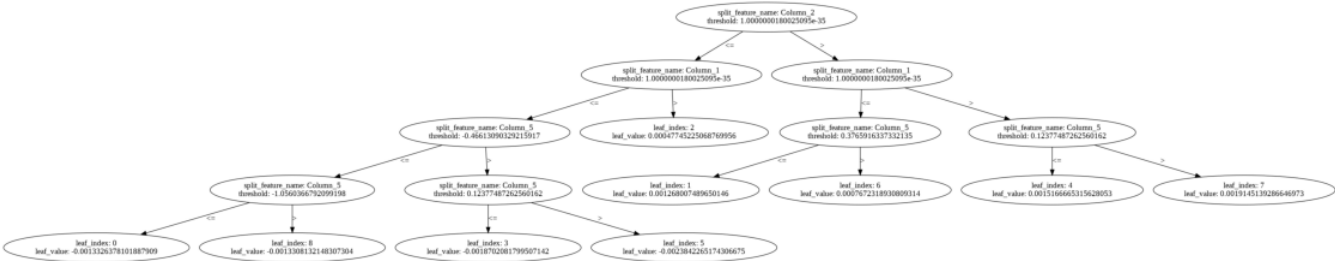 split_feature_name: Column_2
threshold: 1.0000000180025095e-35
<=
>
split_feature_name: Column_1
threshold: 1.0000000180025095e-35
split_feature_name: Column_1
threshold: 1.0000000180025095e-35
<=
>
<=
>
split_feature_name: Column_5
threshold: -0.46613090329215917
leaf_index: 2
leaf_value: 0.00047745225068769956
split_feature_name: Column_5
threshold: 0.3765916337332135
split_feature_name: Column_5
threshold: 0.12377487262560162
<=
>
<=
>
<=
>
split_feature_name: Column_5
threshold: -1.0560366792099198
split_feature_name: Column_5
threshold: 0.12377487262560162
leaf_index: 1
leaf_value: 0.001268007489650146
leaf_index: 6
leaf_value: 0.0007672318930809314
leaf_index: 4
leaf_value: 0.0015166665315628053
leaf_index: 7
leaf_value: 0.0019145139286646973
<=
>
<=
>
leaf_index: 0
leaf_value: -0.0013326378101887909
leaf_index: 8
leaf_value: -0.0013308132148307304
leaf_index: 3
leaf_value: -0.0018702081799507142
leaf_index: 5
leaf_value: -0.0023842265174306675